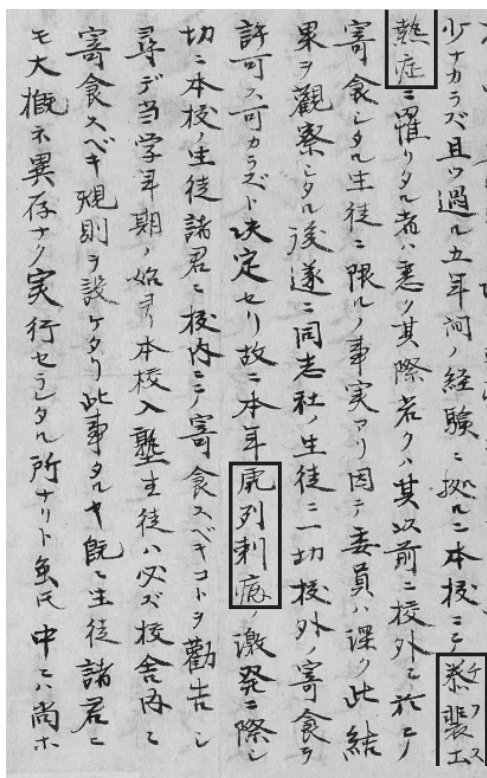 少ナカラズ且ツ過ル五年間ノ経験ニ拠ルニ本校ニテ窒扶斯
熱症ニ罹リタル者ハ悉ク其際若クハ其以前ニ校外ニ於テ
寄食シタル生徒ニ限ルノ事実アリ因テ委員ハ深ク此結
果ヲ観察シタル後遂ニ同志社ノ生徒ニ一切校外ノ寄食ヲ
許可ス可カラズト决定セリ故ニ本年虎列剌病ノ激発ニ際シ
切ニ本校ノ生徒諸君ニ校内ニテ寄食スベキコトヲ勸告シ
尋デ当学年期ノ始ヨリ本校入塾生徒ハ必ズ校舎内ニ
寄食スベキ規則ヲ設ケタリ此事タルヤ既ニ生徒諸君ニ
モ大概ネ異存ナク実行セラレタル所ナリト虽氏中ニハ尚ホ